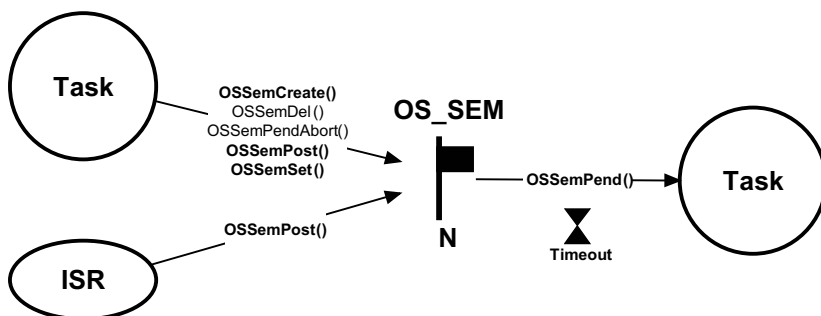 Task
OSSemCreate()
OSSemDel()
OSSemPendAbort()
OSSemPost()
OSSemSet()
OS_SEM
OSSemPend()
Task
OSSemPost()
N
Timeout
ISR